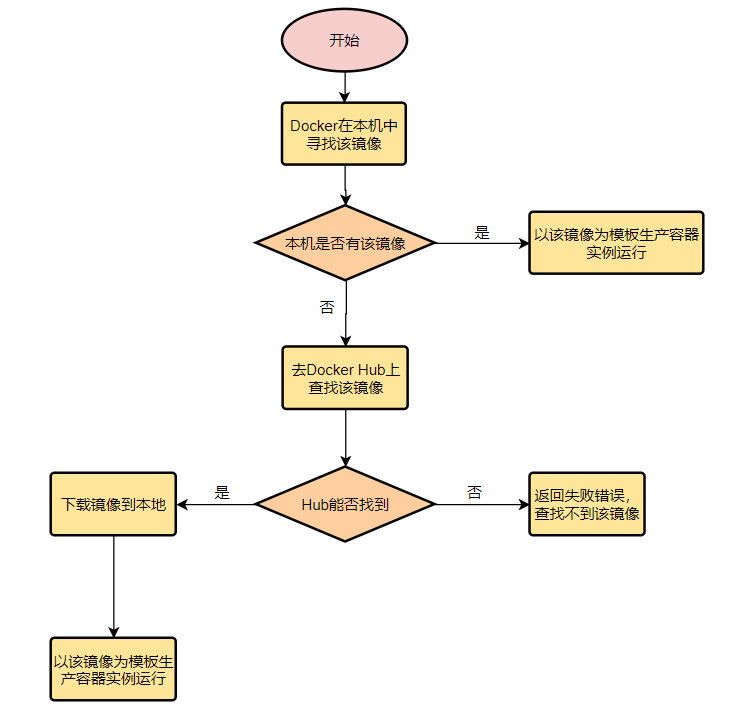 开始
Docker在本机中
寻找该镜像
本机是否有该镜像
是
以该镜像为模板生产容器
实例运行
否
去Docker Hub上
查找该镜像
下载镜像到本地
是
Hub能否找到
否
返回失败错误，
查找不到该镜像
以该镜像为模板生
产容器实例运行